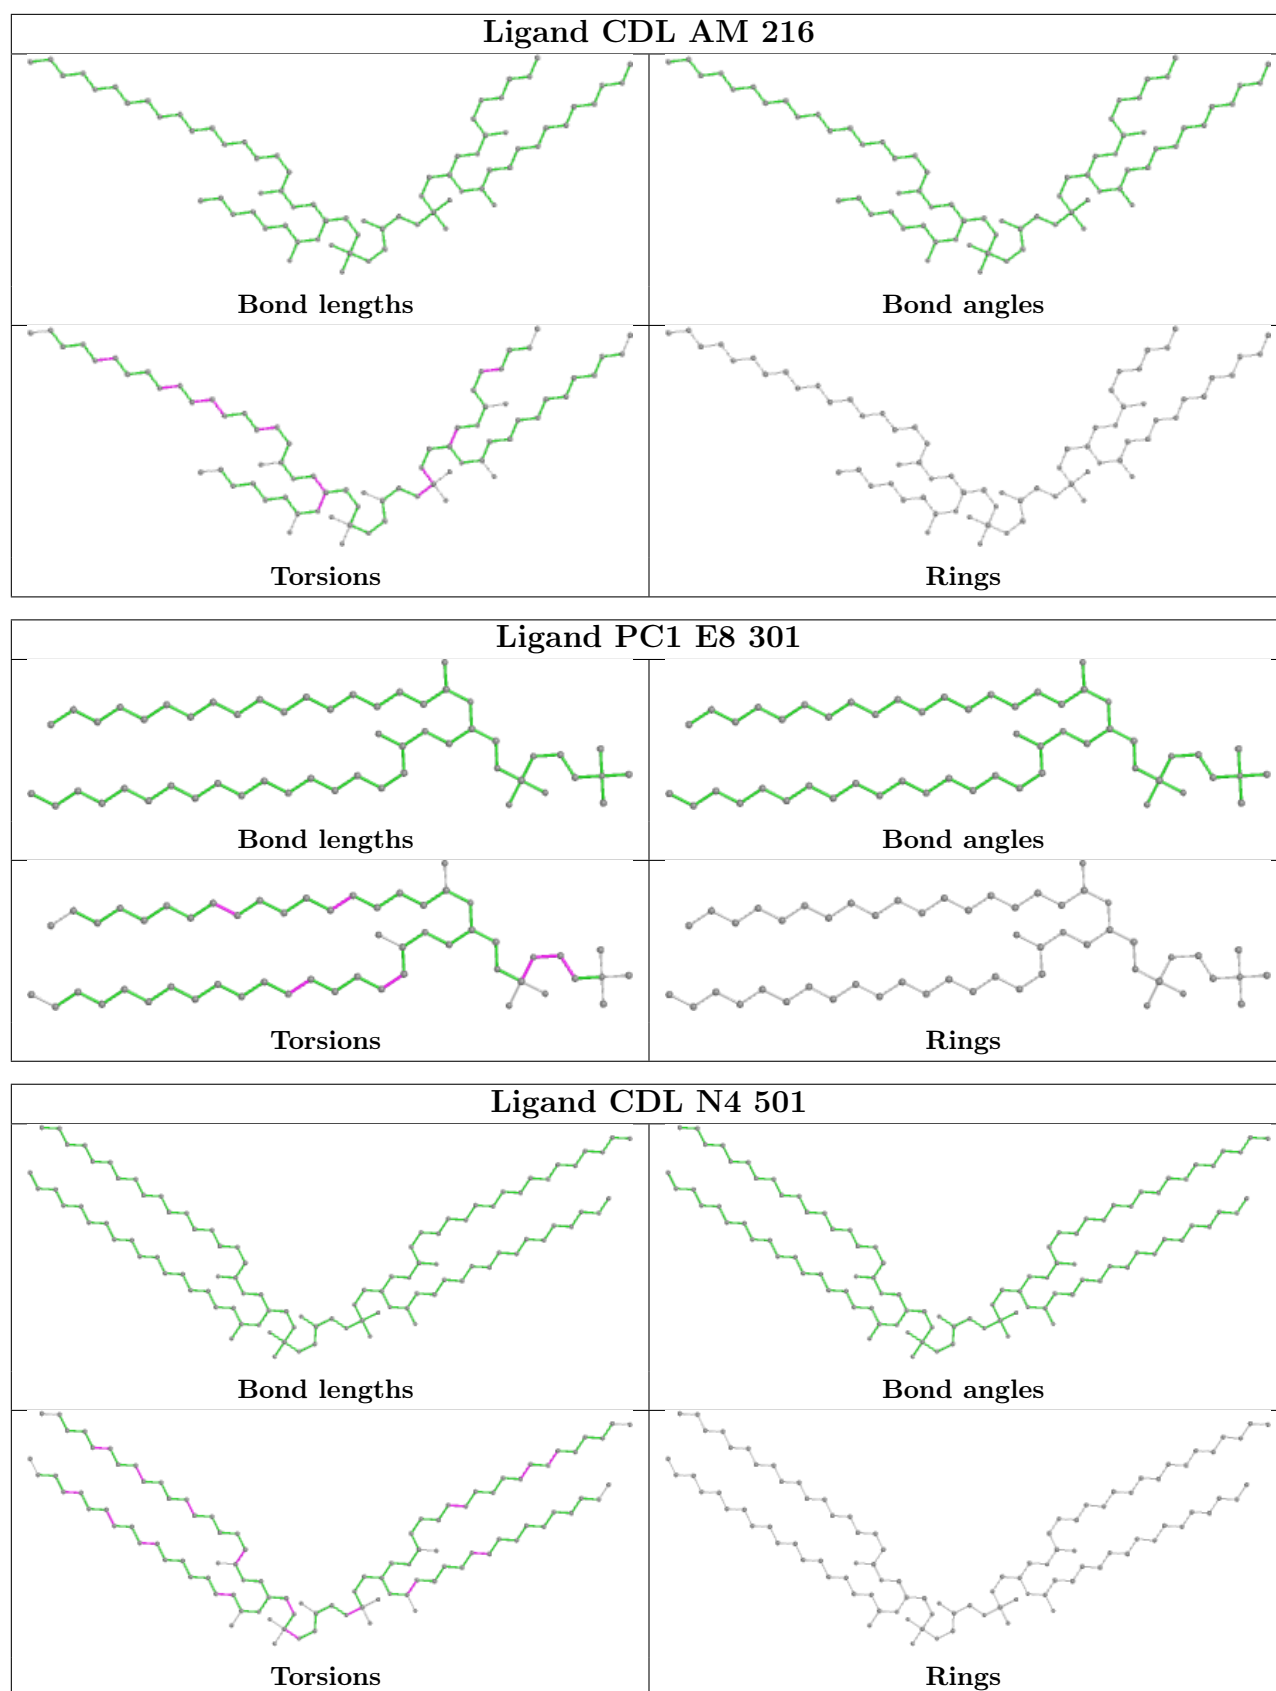 Ligand CDL AM 216
Bond lengths
Bond angles
Torsions
Rings
Ligand PC1 E8 301
Bond lengths
Bond angles
Torsions
Rings
Ligand CDL N4 501
Bond lengths
Bond angles
Torsions
Rings